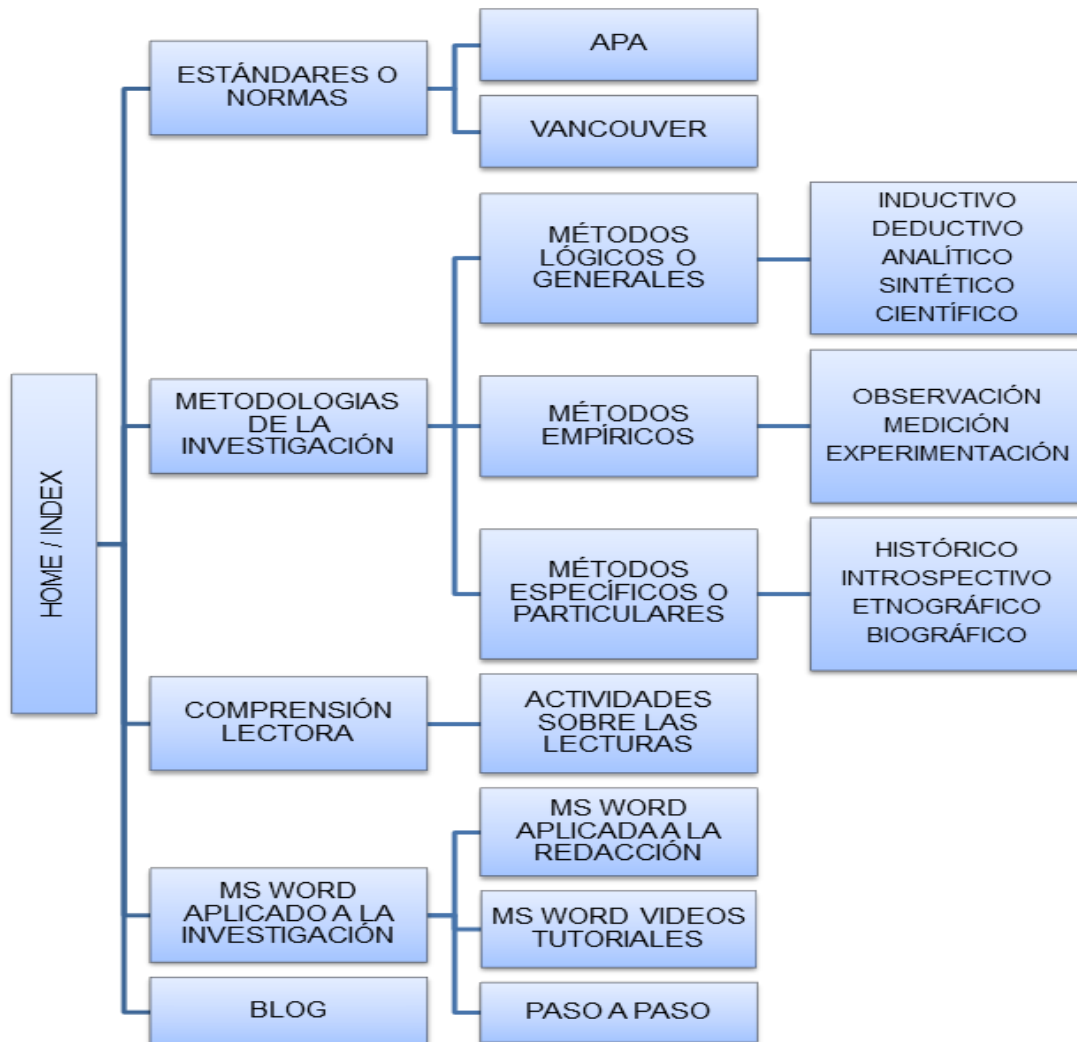 HOME / INDEX
ESTÁNDARES O
NORMAS
APA
VANCOUVER
METODOLOGIAS
DE LA
INVESTIGACIÓN
MÉTODOS
LÓGICOS O
GENERALES
INDUCTIVO
DEDUCTIVO
ANALÍTICO
SINTÉTICO
CIENTÍFICO
MÉTODOS
EMPÍRICOS
OBSERVACIÓN
MEDICIÓN
EXPERIMENTACIÓN
MÉTODOS
ESPECÍFICOS O
PARTICULARES
HISTÓRICO
INTROSPECTIVO
ETNOGRÁFICO
BIOGRÁFICO
COMPRENSIÓN
LECTORA
ACTIVIDADES
SOBRE LAS
LECTURAS
MS WORD
APLICADO A LA
INVESTIGACIÓN
MS WORD
APLICADA A LA
REDACCIÓN
MS WORD VIDEOS
TUTORIALES
PASO A PASO
BLOG